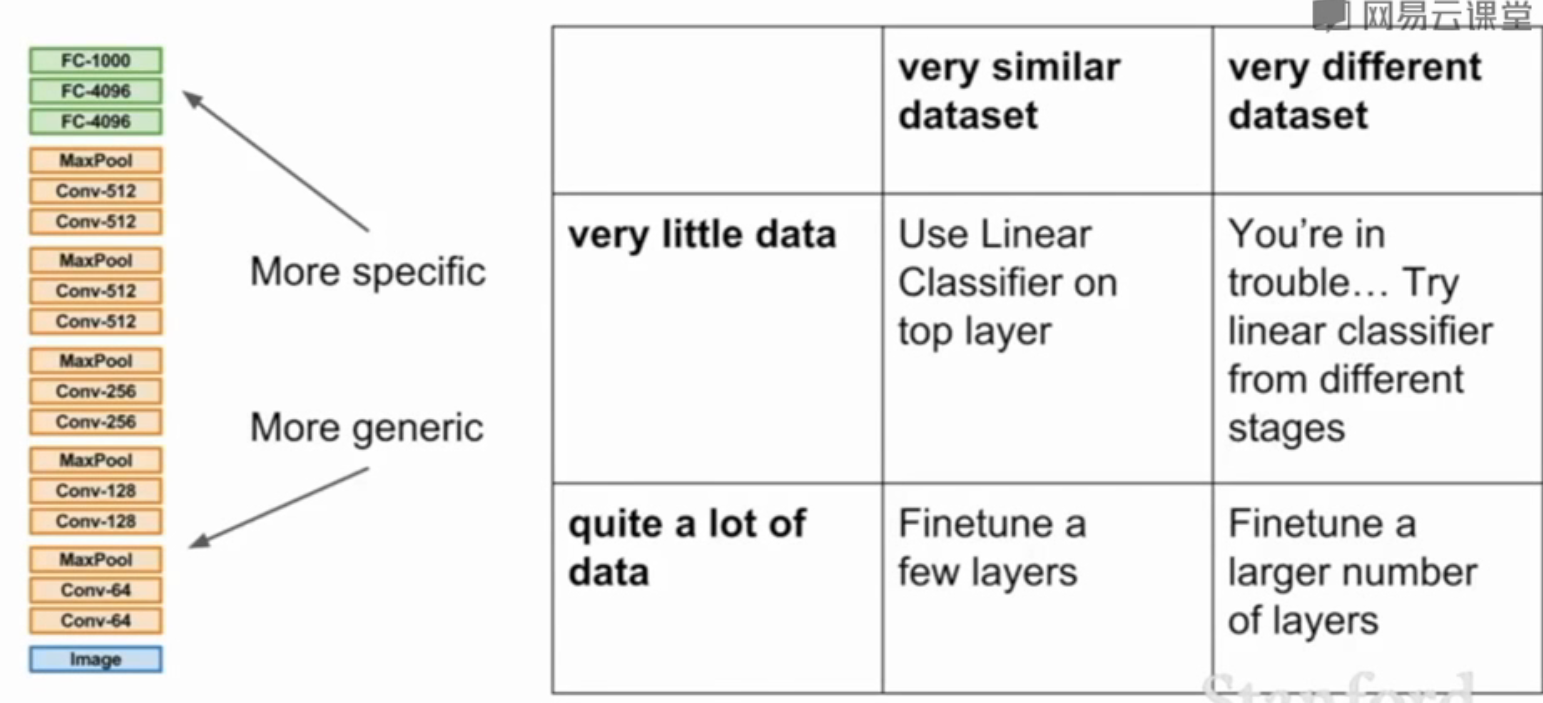 网易云课堂
FC-1000
FC-4096
FC-4096
MaxPool
Conv-512
Conv-512
MaxPool
Conv-512
Conv-512
MaxPool
Conv-256
Conv-256
MaxPool
Conv-128
Conv-128
MaxPool
Conv-64
Conv-64
Image
More specific
More generic
very similar
dataset
very different
dataset
very little data
Use Linear
Classifier on
top layer
You're in
trouble... Try
linear classifier
from different
stages
quite a lot of
data
Finetune a
few layers
Finetune a
larger number
of layers
Stanford